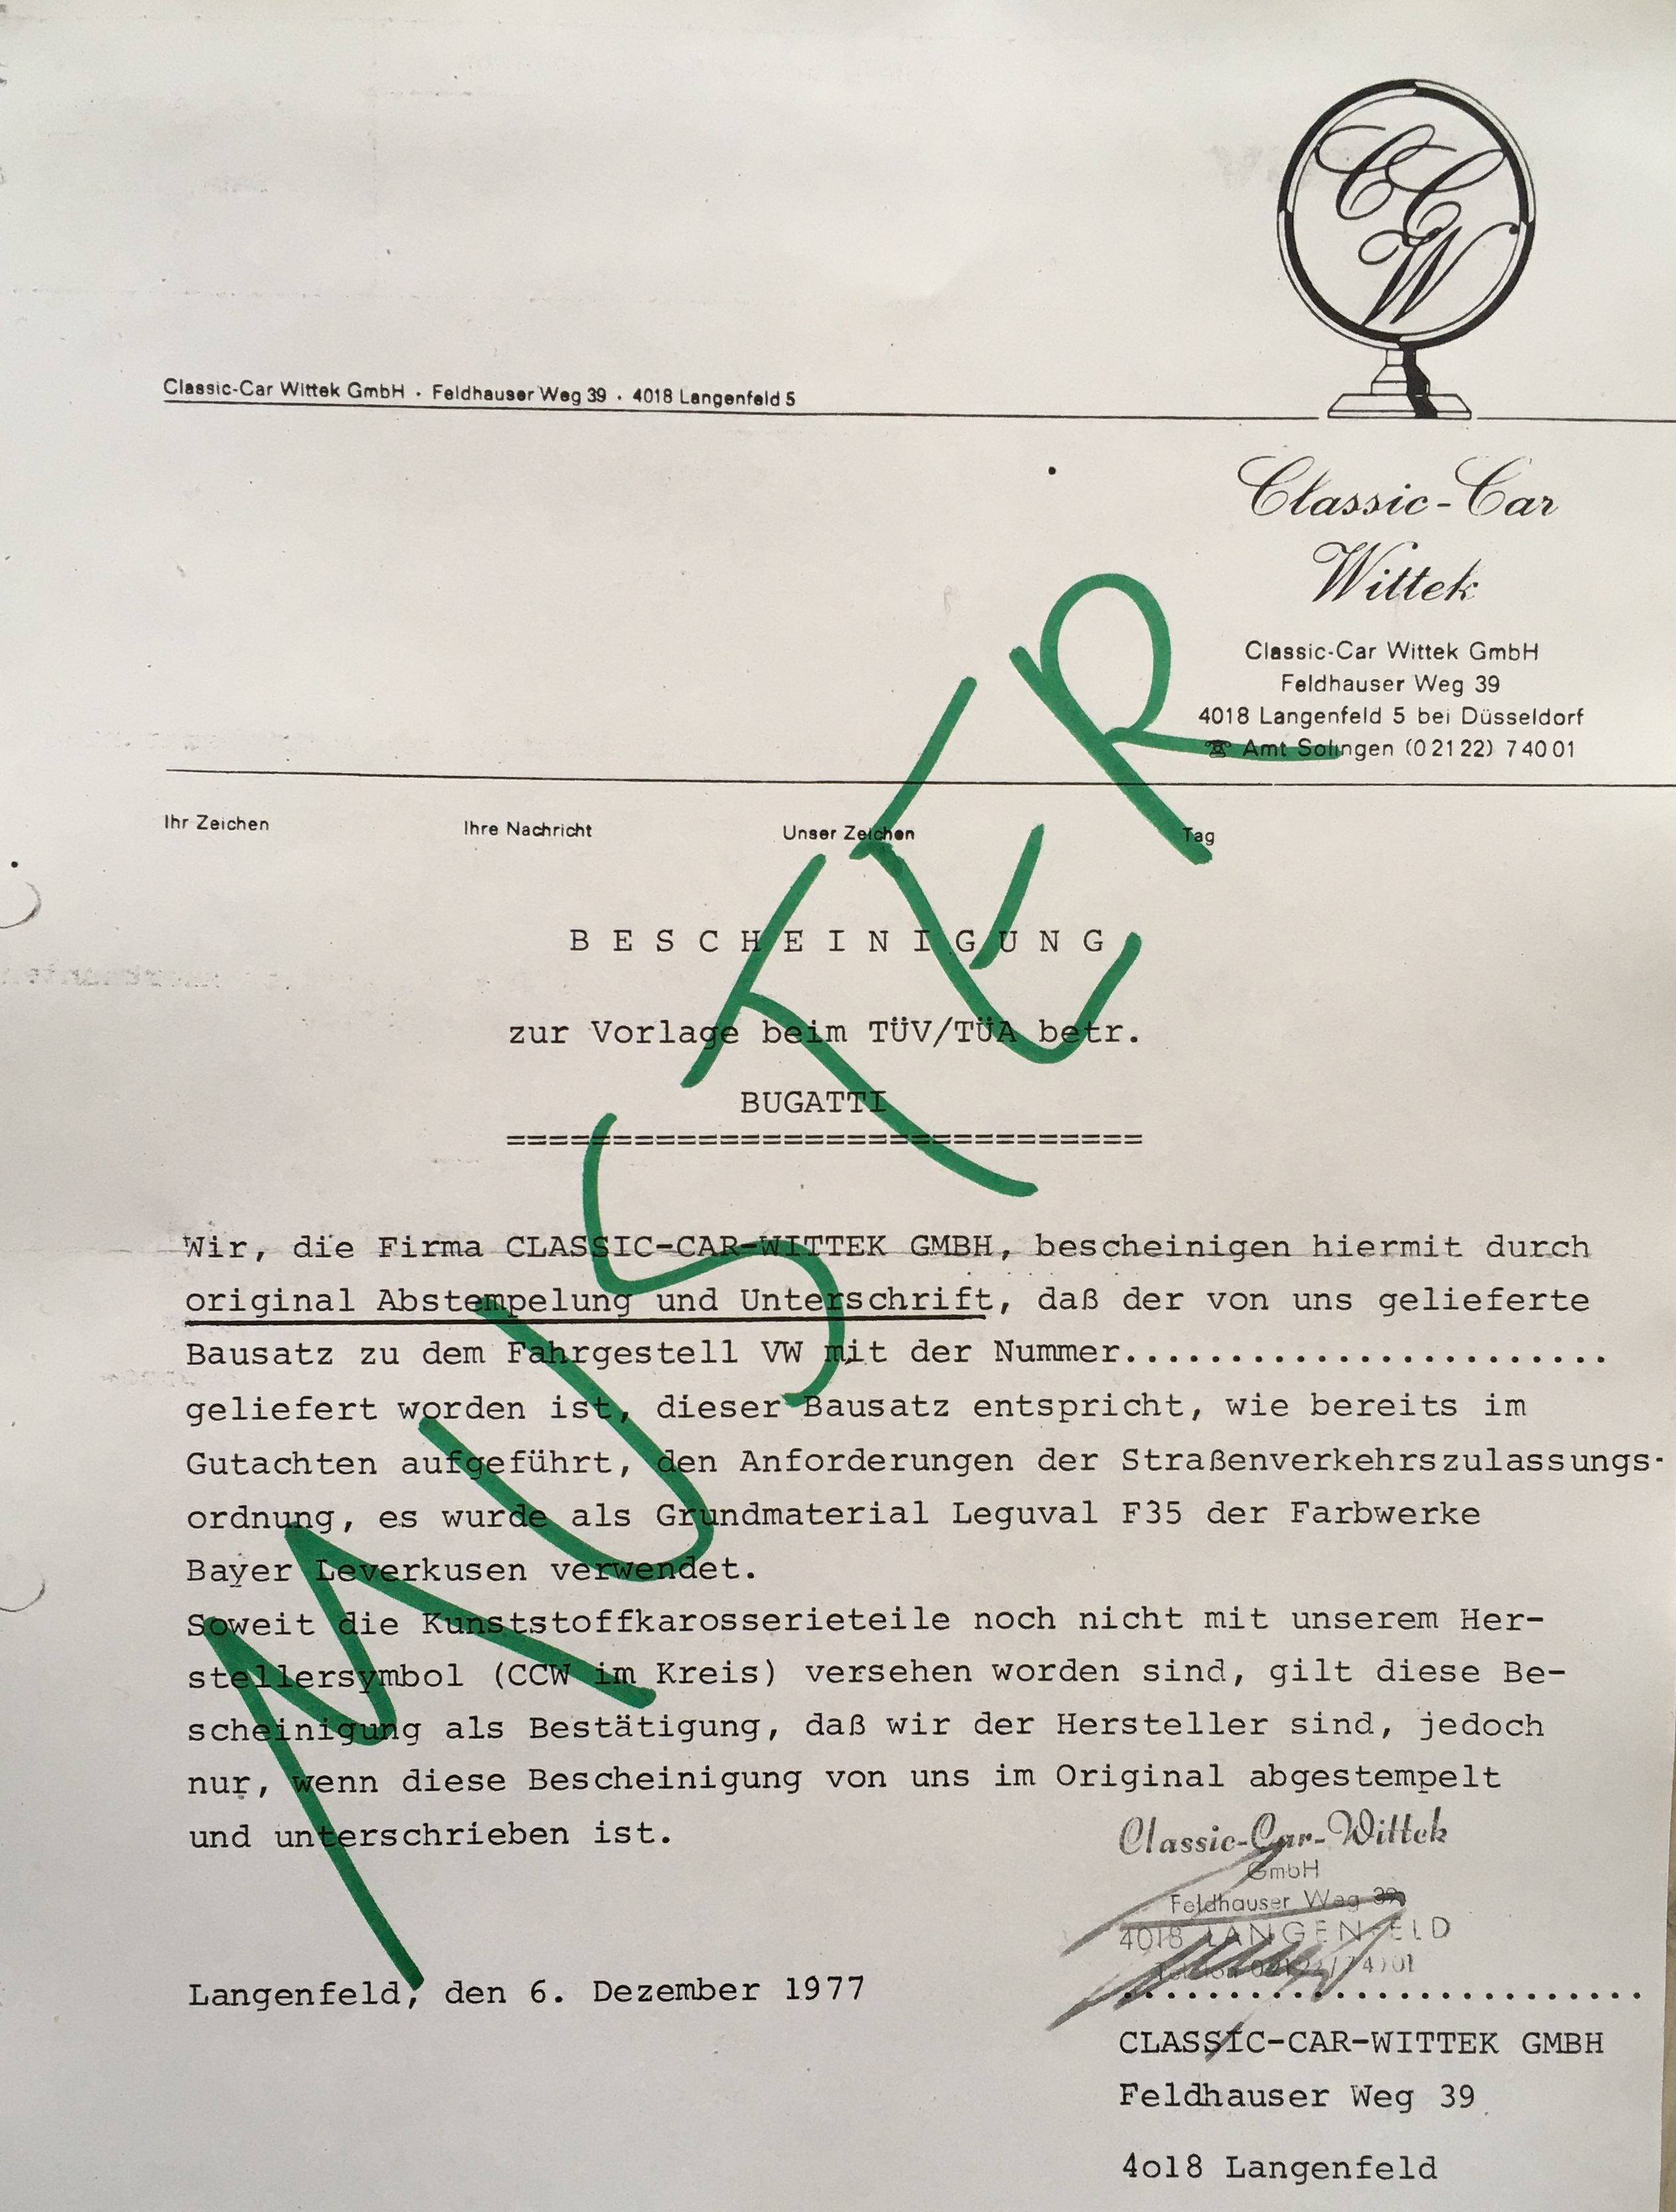 CCW
Classic-Car Wittek GmbH · Feldhauser Weg 39 · 4018 Langenfeld 5
Classic-Car
Wittek
Classic-Car Wittek GmbH
Feldhauser Weg 39
4018 Langenfeld 5 bei Düsseldorf
☎ Amt Solingen (0 21 22) 7 40 01
Ihr Zeichen Ihre Nachricht Unser Zeichen Tag
MUSTER
B E S C H E I N I G U N G
zur Vorlage beim TÜV/TÜA betr.
BUGATTI
==============================
Wir, die Firma CLASSIC-CAR-WITTEK GMBH, bescheinigen hiermit durch
original Abstempelung und Unterschrift, daß der von uns gelieferte
Bausatz zu dem Fahrgestell VW mit der Nummer.......................
geliefert worden ist, dieser Bausatz entspricht, wie bereits im
Gutachten aufgeführt, den Anforderungen der Straßenverkehrszulassungs-
ordnung, es wurde als Grundmaterial Leguval F35 der Farbwerke
Bayer Leverkusen verwendet.
Soweit die Kunststoffkarosserieteile noch nicht mit unserem Her-
stellersymbol (CCW im Kreis) versehen worden sind, gilt diese Be-
scheinigung als Bestätigung, daß wir der Hersteller sind, jedoch
nur, wenn diese Bescheinigung von uns im Original abgestempelt
und unterschrieben ist.
Classic-Car-Wittek
GmbH
Feldhauser Weg 39
4018 LANGENFELD
Telefon 02122/74001
Langenfeld, den 6. Dezember 1977
.........................
CLASSIC-CAR-WITTEK GMBH
Feldhauser Weg 39
4o18 Langenfeld